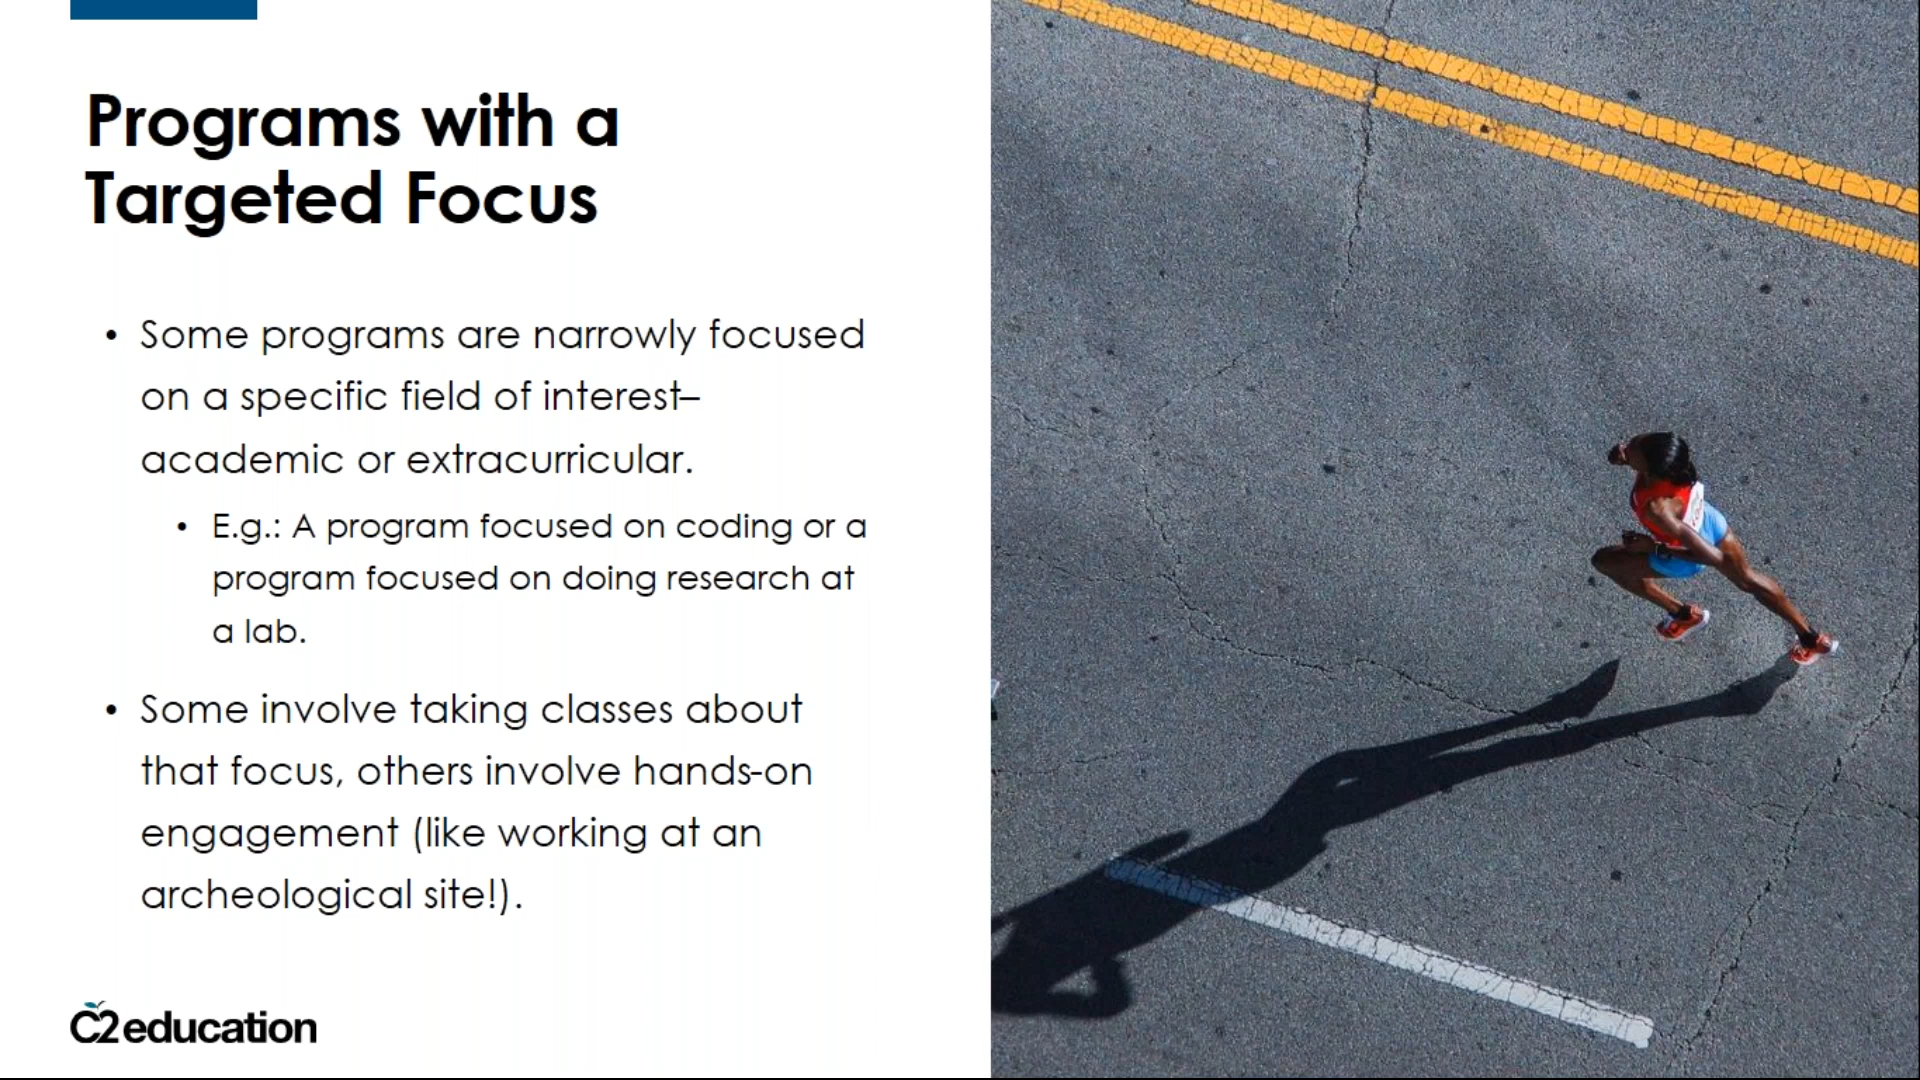 Programs with a
Targeted Focus
• Some programs are narrowly focused
on a specific field of interest–
academic or extracurricular.
• E.g.: A program focused on coding or a
program focused on doing research at
a lab.
• Some involve taking classes about
that focus, others involve hands-on
engagement (like working at an
archeological site!).
C2education